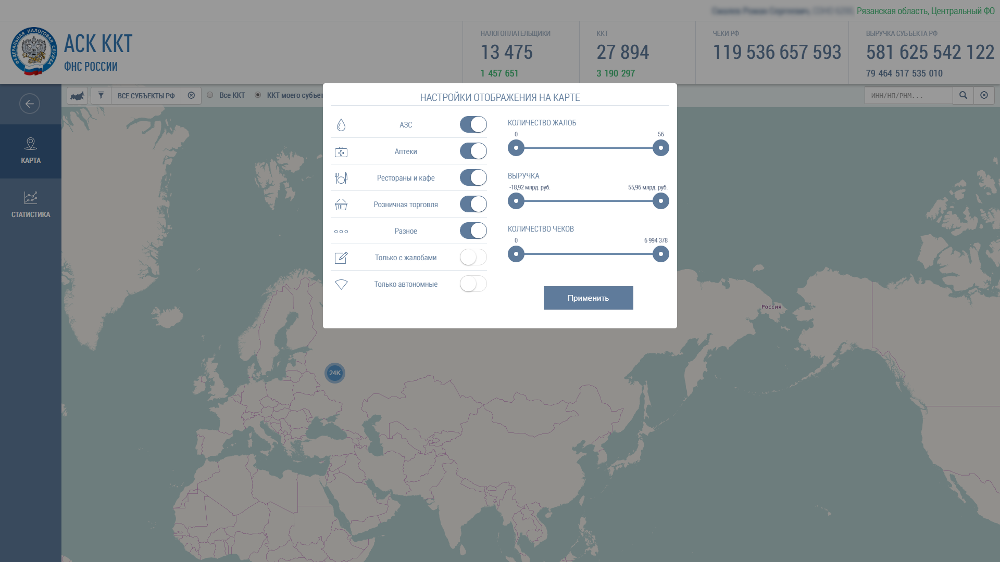 Рязанская область, Центральный ФО
ФЕДЕРАЛЬНАЯ НАЛОГОВАЯ СЛУЖБА
АСК ККТ
ФНС РОССИИ
НАЛОГОПЛАТЕЛЬЩИКИ
13 475
1 457 651
ККТ
27 894
3 190 297
ЧЕКИ РФ
119 536 657 593
ВЫРУЧКА СУБЪЕКТА РФ
581 625 542 122
79 464 517 535 010
ВСЕ СУБЪЕКТЫ РФ
Все ККТ
ККТ моего субъе
ИНН/НП/РНМ...
КАРТА
СТАТИСТИКА
НАСТРОЙКИ ОТОБРАЖЕНИЯ НА КАРТЕ
АЗС
Аптеки
Рестораны и кафе
Розничная торговля
Разное
Только с жалобами
Только автономные
КОЛИЧЕСТВО ЖАЛОБ
0 56
ВЫРУЧКА
-18,92 млрд. руб. 55,96 млрд. руб.
КОЛИЧЕСТВО ЧЕКОВ
0 6 994 378
Применить
Россия
24K